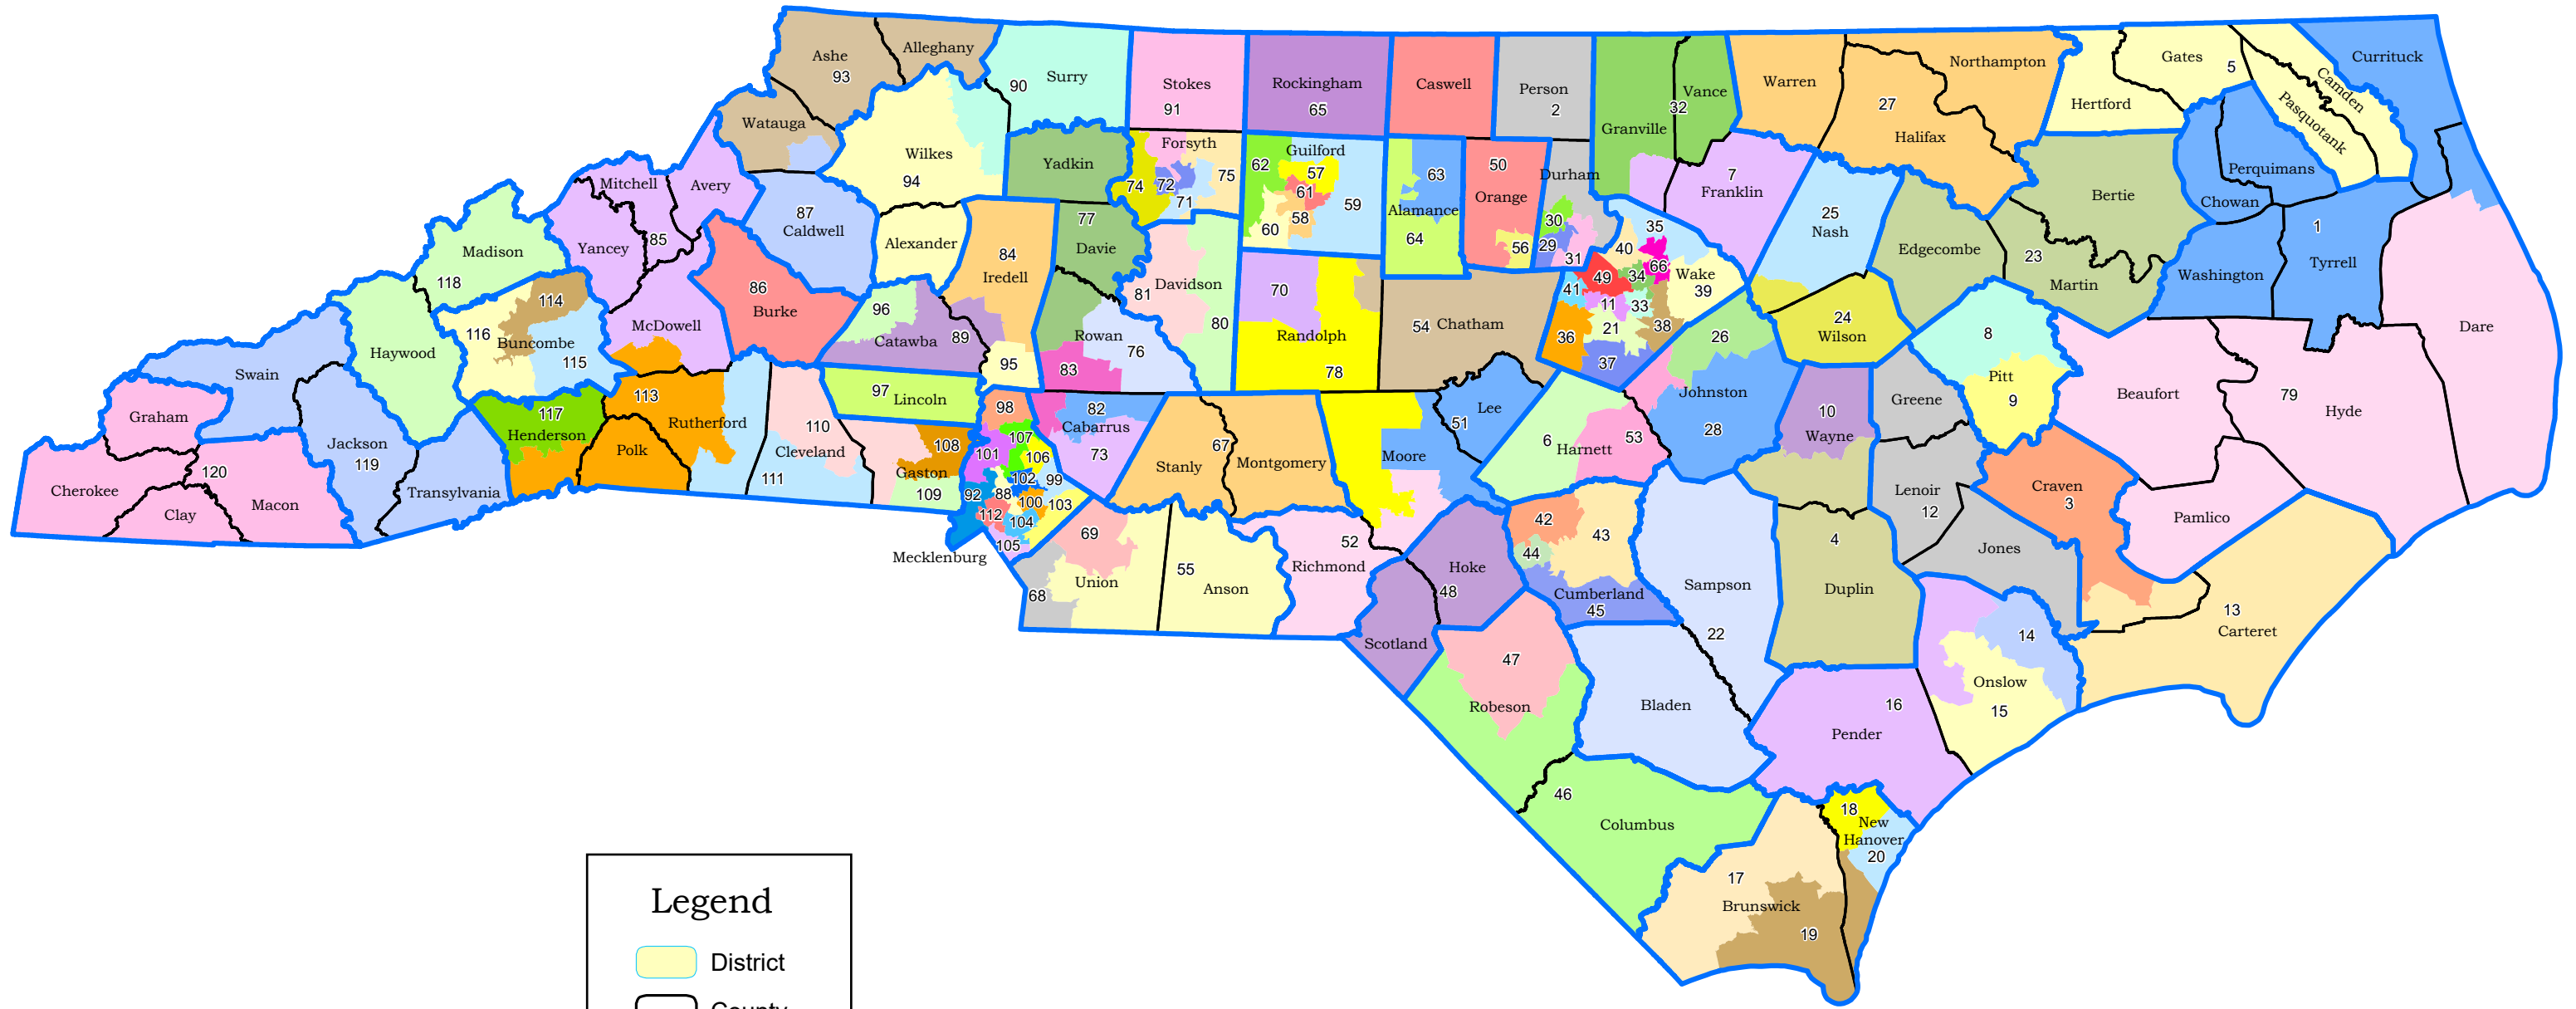 Ashe
93
Alleghany
90
Surry
Stokes
91
Rockingham
65
Caswell
Person
2
Granville
32
Vance
Warren
27
Halifax
Northampton
Gates
5
Hertford
Camden
Pasquotank
Currituck
Watauga
Wilkes
94
Yadkin
Forsyth
74
72
75
71
Guilford
62
57
61
58
60
59
63
Alamance
64
50
Orange
56
Durham
30
29
31
7
Franklin
25
Nash
Edgecombe
Bertie
23
Martin
Perquimans
Chowan
1
Tyrrell
Washington
Dare
Mitchell
Avery
Yancey
85
87
Caldwell
Alexander
84
Iredell
77
Davie
81
Davidson
80
70
Randolph
78
54
Chatham
35
40
66
Wake
39
49
34
41
11
33
21
38
36
37
26
24
Wilson
8
Pitt
9
Beaufort
79
Hyde
Madison
118
114
116
Buncombe
115
McDowell
86
Burke
96
Catawba
89
95
Rowan
83
76
Haywood
Swain
Graham
Jackson
119
117
Henderson
113
Rutherford
Polk
110
Cleveland
111
97
Lincoln
108
Gaston
109
98
107
101
106
102
99
92
88
100
103
112
104
105
Mecklenburg
82
Cabarrus
73
Stanly
67
Montgomery
Moore
51
Lee
6
Harnett
53
Johnston
28
10
Wayne
Greene
Lenoir
12
Craven
3
Pamlico
Jones
Cherokee
120
Clay
Macon
Transylvania
69
Union
68
55
Anson
52
Richmond
Hoke
48
Scotland
42
43
44
Cumberland
45
Sampson
22
4
Duplin
13
Carteret
14
Onslow
15
47
Robeson
Bladen
16
Pender
46
Columbus
18
New
Hanover
20
17
Brunswick
19
Legend
District
County